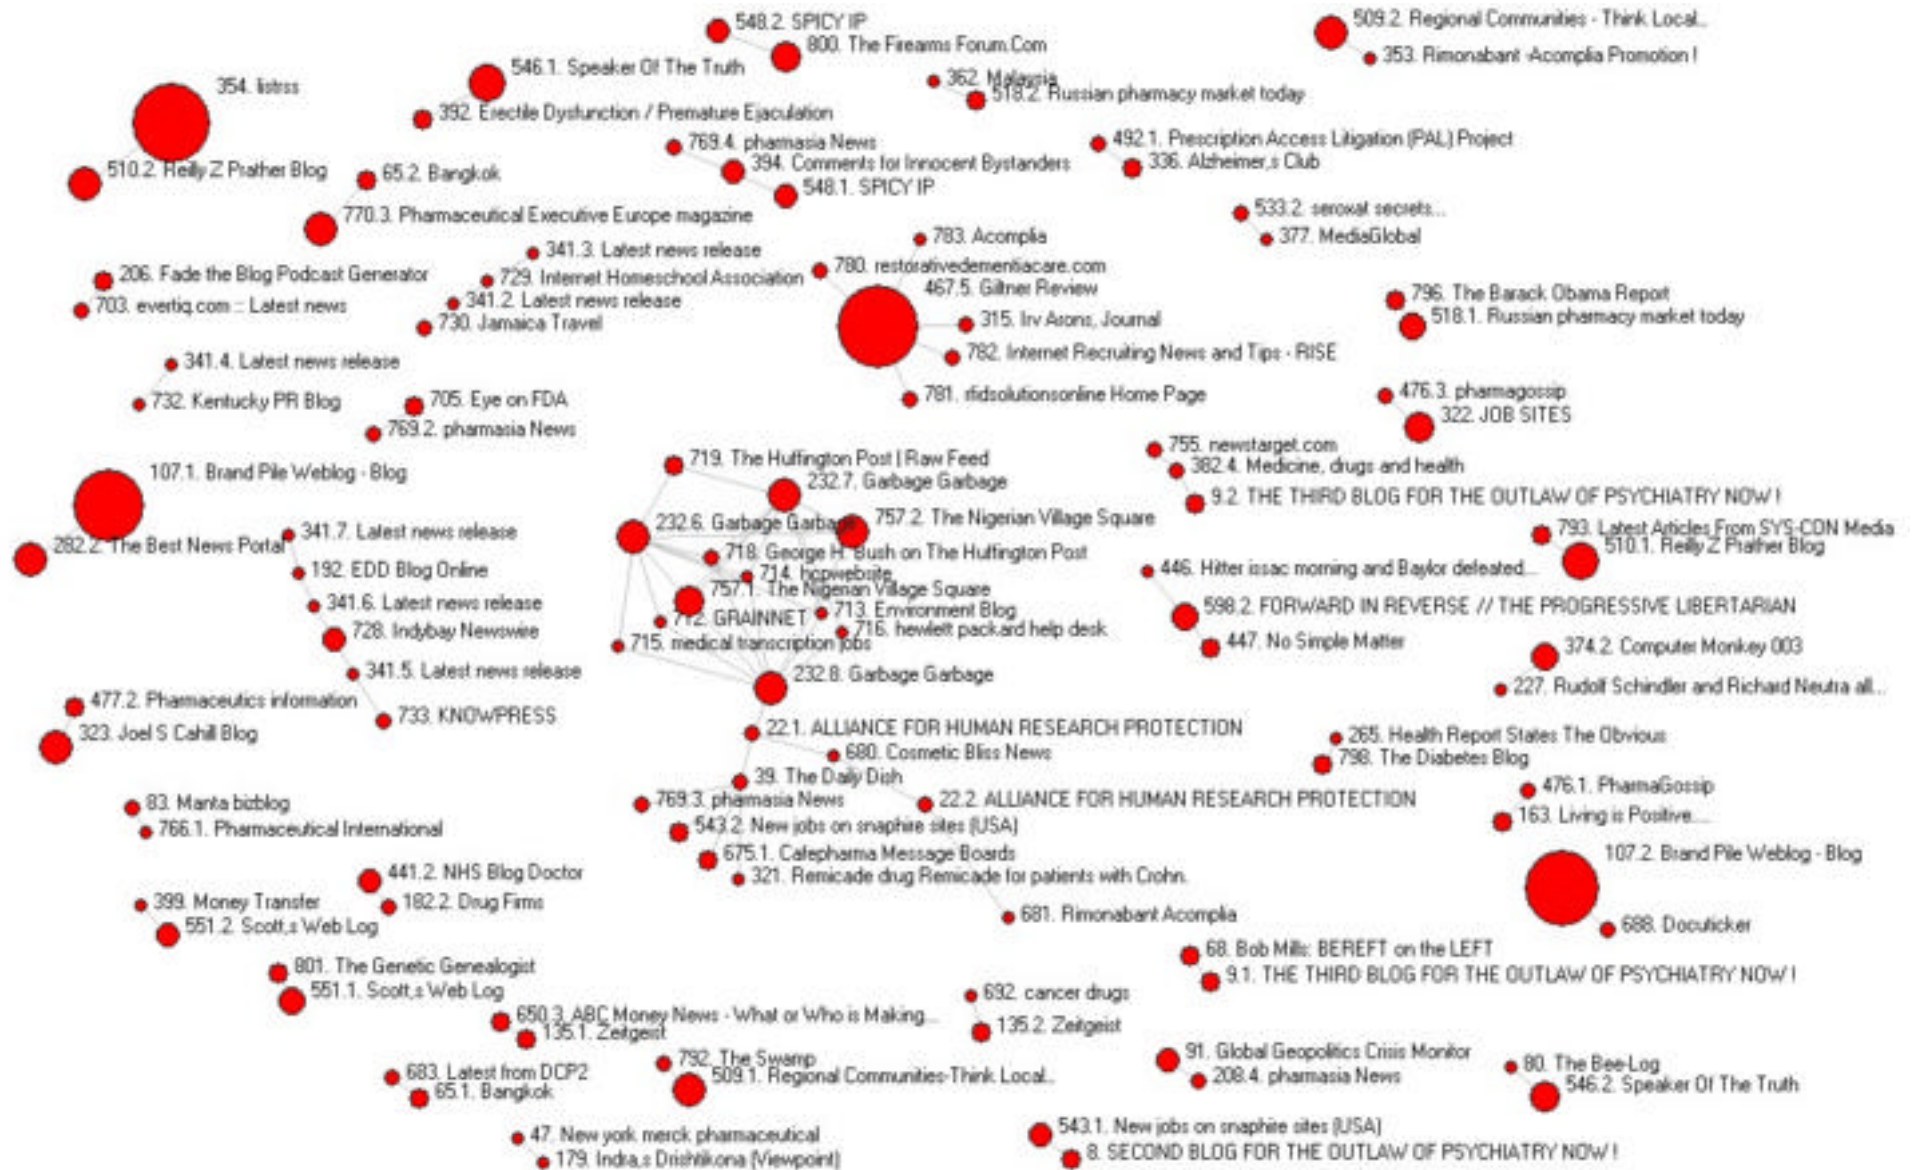 548.2. SPICY IP
800. The Firearms Forum.Com
509.2. Regional Communities - Think Local..
353. Rimonabant -Acomplia Promotion !
546.1. Speaker Of The Truth
362. Malaysia
518.2. Russian pharmacy market today
354. listrss
392. Erectile Dysfunction / Premature Ejaculation
769.4. pharmasia News
394. Comments for Innocent Bystanders
548.1. SPICY IP
492.1. Prescription Access Litigation (PAL) Project
336. Alzheimer,s Club
510.2. Reilly Z Prather Blog
65.2. Bangkok
770.3. Pharmaceutical Executive Europe magazine
533.2. seroxat secrets...
377. MediaGlobal
783. Acomplia
341.3. Latest news release
780. restorativedementiacare.com
206. Fade the Blog Podcast Generator
729. Internet Homeschool Association
467.5. Giltner Review
703. evertiq.com :: Latest news
341.2. Latest news release
730. Jamaica Travel
315. Irv Arons, Journal
796. The Barack Obama Report
518.1. Russian pharmacy market today
782. Internet Recruiting News and Tips - RISE
341.4. Latest news release
732. Kentucky PR Blog
705. Eye on FDA
769.2. pharmasia News
781. rfidsolutionsonline Home Page
476.3. pharmagossip
322. JOB SITES
755. newstarget.com
382.4. Medicine, drugs and health
9.2. THE THIRD BLOG FOR THE OUTLAW OF PSYCHIATRY NOW !
719. The Huffington Post | Raw Feed
232.7. Garbage Garbage
107.1. Brand Pile Weblog - Blog
232.6. Garbage Garbage
757.2. The Nigerian Village Square
793. Latest Articles From SYS-CON Media
510.1. Reilly Z Prather Blog
282.2. The Best News Portal
341.7. Latest news release
718. George H. Bush on The Huffington Post
192. EDD Blog Online
714. hcpwebsite
757.1. The Nigerian Village Square
446. Hitter issac morning and Baylor defeated...
341.6. Latest news release
712. GRAINNET
713. Environment Blog
598.2. FORWARD IN REVERSE // THE PROGRESSIVE LIBERTARIAN
728. Indybay Newswire
716. hewlett packard help desk
715. medical transcription jobs
447. No Simple Matter
374.2. Computer Monkey 003
341.5. Latest news release
232.8. Garbage Garbage
227. Rudolf Schindler and Richard Neutra all...
477.2. Pharmaceutics information
733. KNOWPRESS
323. Joel S Cahill Blog
22.1. ALLIANCE FOR HUMAN RESEARCH PROTECTION
680. Cosmetic Bliss News
265. Health Report States The Obvious
798. The Diabetes Blog
39. The Daily Dish
476.1. PharmaGossip
163. Living is Positive....
83. Manta bizblog
769.3. pharmasia News
22.2. ALLIANCE FOR HUMAN RESEARCH PROTECTION
766.1. Pharmaceutical International
543.2. New jobs on snaphire sites (USA)
675.1. Cafepharma Message Boards
107.2. Brand Pile Weblog - Blog
441.2. NHS Blog Doctor
321. Remicade drug Remicade for patients with Crohn.
399. Money Transfer
182.2. Drug Firms
551.2. Scott,s Web Log
681. Rimonabant Acomplia
688. Docuticker
68. Bob Mills: BEREFT on the LEFT
9.1. THE THIRD BLOG FOR THE OUTLAW OF PSYCHIATRY NOW !
801. The Genetic Genealogist
551.1. Scott,s Web Log
692. cancer drugs
650.3. ABC Money News - What or Who is Making...
135.1. Zeitgeist
135.2. Zeitgeist
792. The Swamp
509.1. Regional Communities-Think Local..
91. Global Geopolitics Crisis Monitor
208.4. pharmasia News
80. The Bee-Log
546.2. Speaker Of The Truth
683. Latest from DCP2
65.1. Bangkok
47. New york merck pharmaceutical
179. Indra,s Drishtikona (Viewpoint)
543.1. New jobs on snaphire sites (USA)
8. SECOND BLOG FOR THE OUTLAW OF PSYCHIATRY NOW !